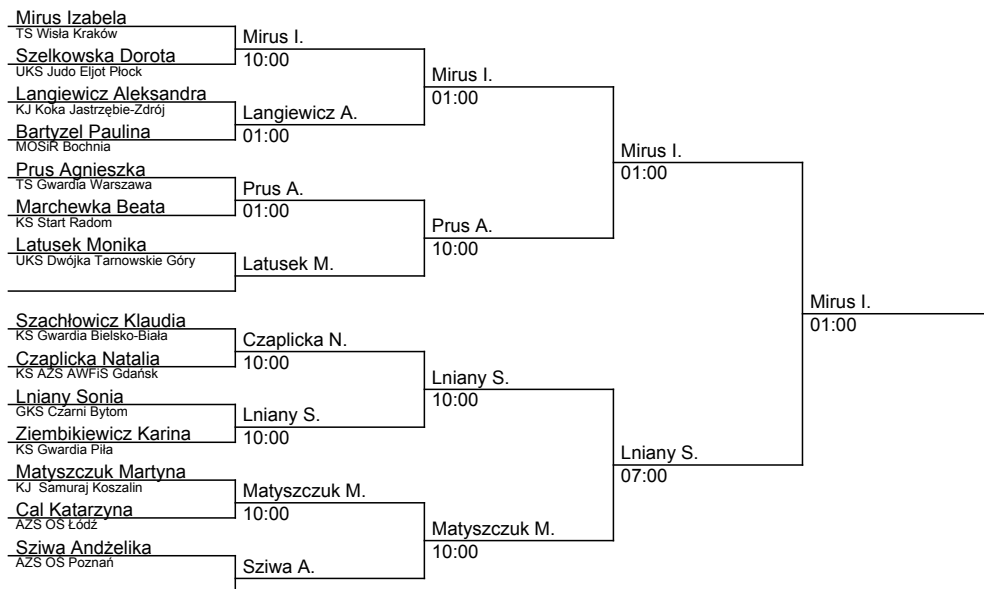 Mirus Izabela
TS Wisła Kraków
Szelkowska Dorota
UKS Judo Eljot Płock
Langiewicz Aleksandra
KJ Koka Jastrzębie-Zdrój
Bartyzel Paulina
MOSiR Bochnia
Prus Agnieszka
TS Gwardia Warszawa
Marchewka Beata
KS Start Radom
Latusek Monika
UKS Dwójka Tarnowskie Góry
Szachłowicz Klaudia
KS Gwardia Bielsko-Biała
Czaplicka Natalia
KS AZS AWFiS Gdańsk
Lniany Sonia
GKS Czarni Bytom
Ziembikiewicz Karina
KS Gwardia Piła
Matyszczuk Martyna
KJ Samuraj Koszalin
Cal Katarzyna
AZS OŚ Łódź
Sziwa Andżelika
AZS OŚ Poznań
Mirus I.
10:00
Langiewicz A.
01:00
Prus A.
01:00
Latusek M.
Czaplicka N.
10:00
Lniany S.
10:00
Matyszczuk M.
10:00
Sziwa A.
Mirus I.
01:00
Prus A.
10:00
Lniany S.
10:00
Matyszczuk M.
10:00
Mirus I.
01:00
Lniany S.
07:00
Mirus I.
01:00